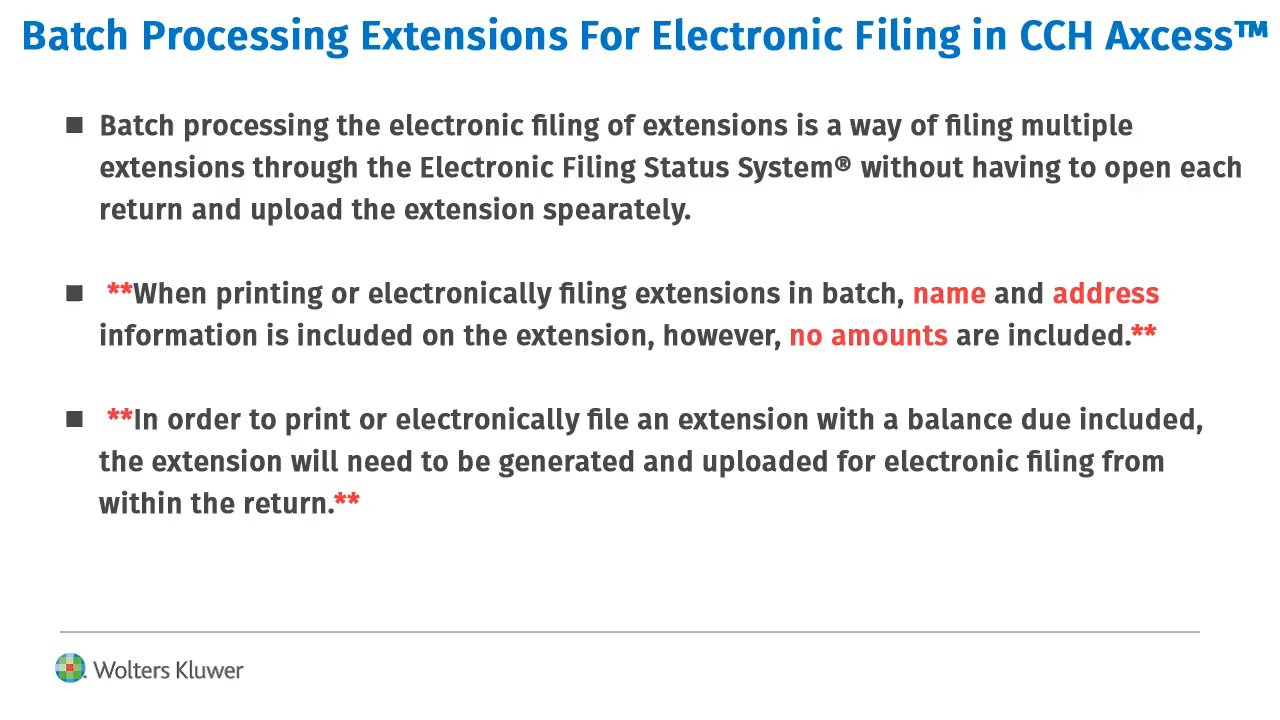 Batch Processing Extensions For Electronic Filing in CCH Axcess™
■ Batch processing the electronic filing of extensions is a way of filing multiple
extensions through the Electronic Filing Status System® without having to open each
return and upload the extension spearately.
■ **When printing or electronically filing extensions in batch, name and address
information is included on the extension, however, no amounts are included.**
■ **In order to print or electronically file an extension with a balance due included,
the extension will need to be generated and uploaded for electronic filing from
within the return.**
Wolters Kluwer